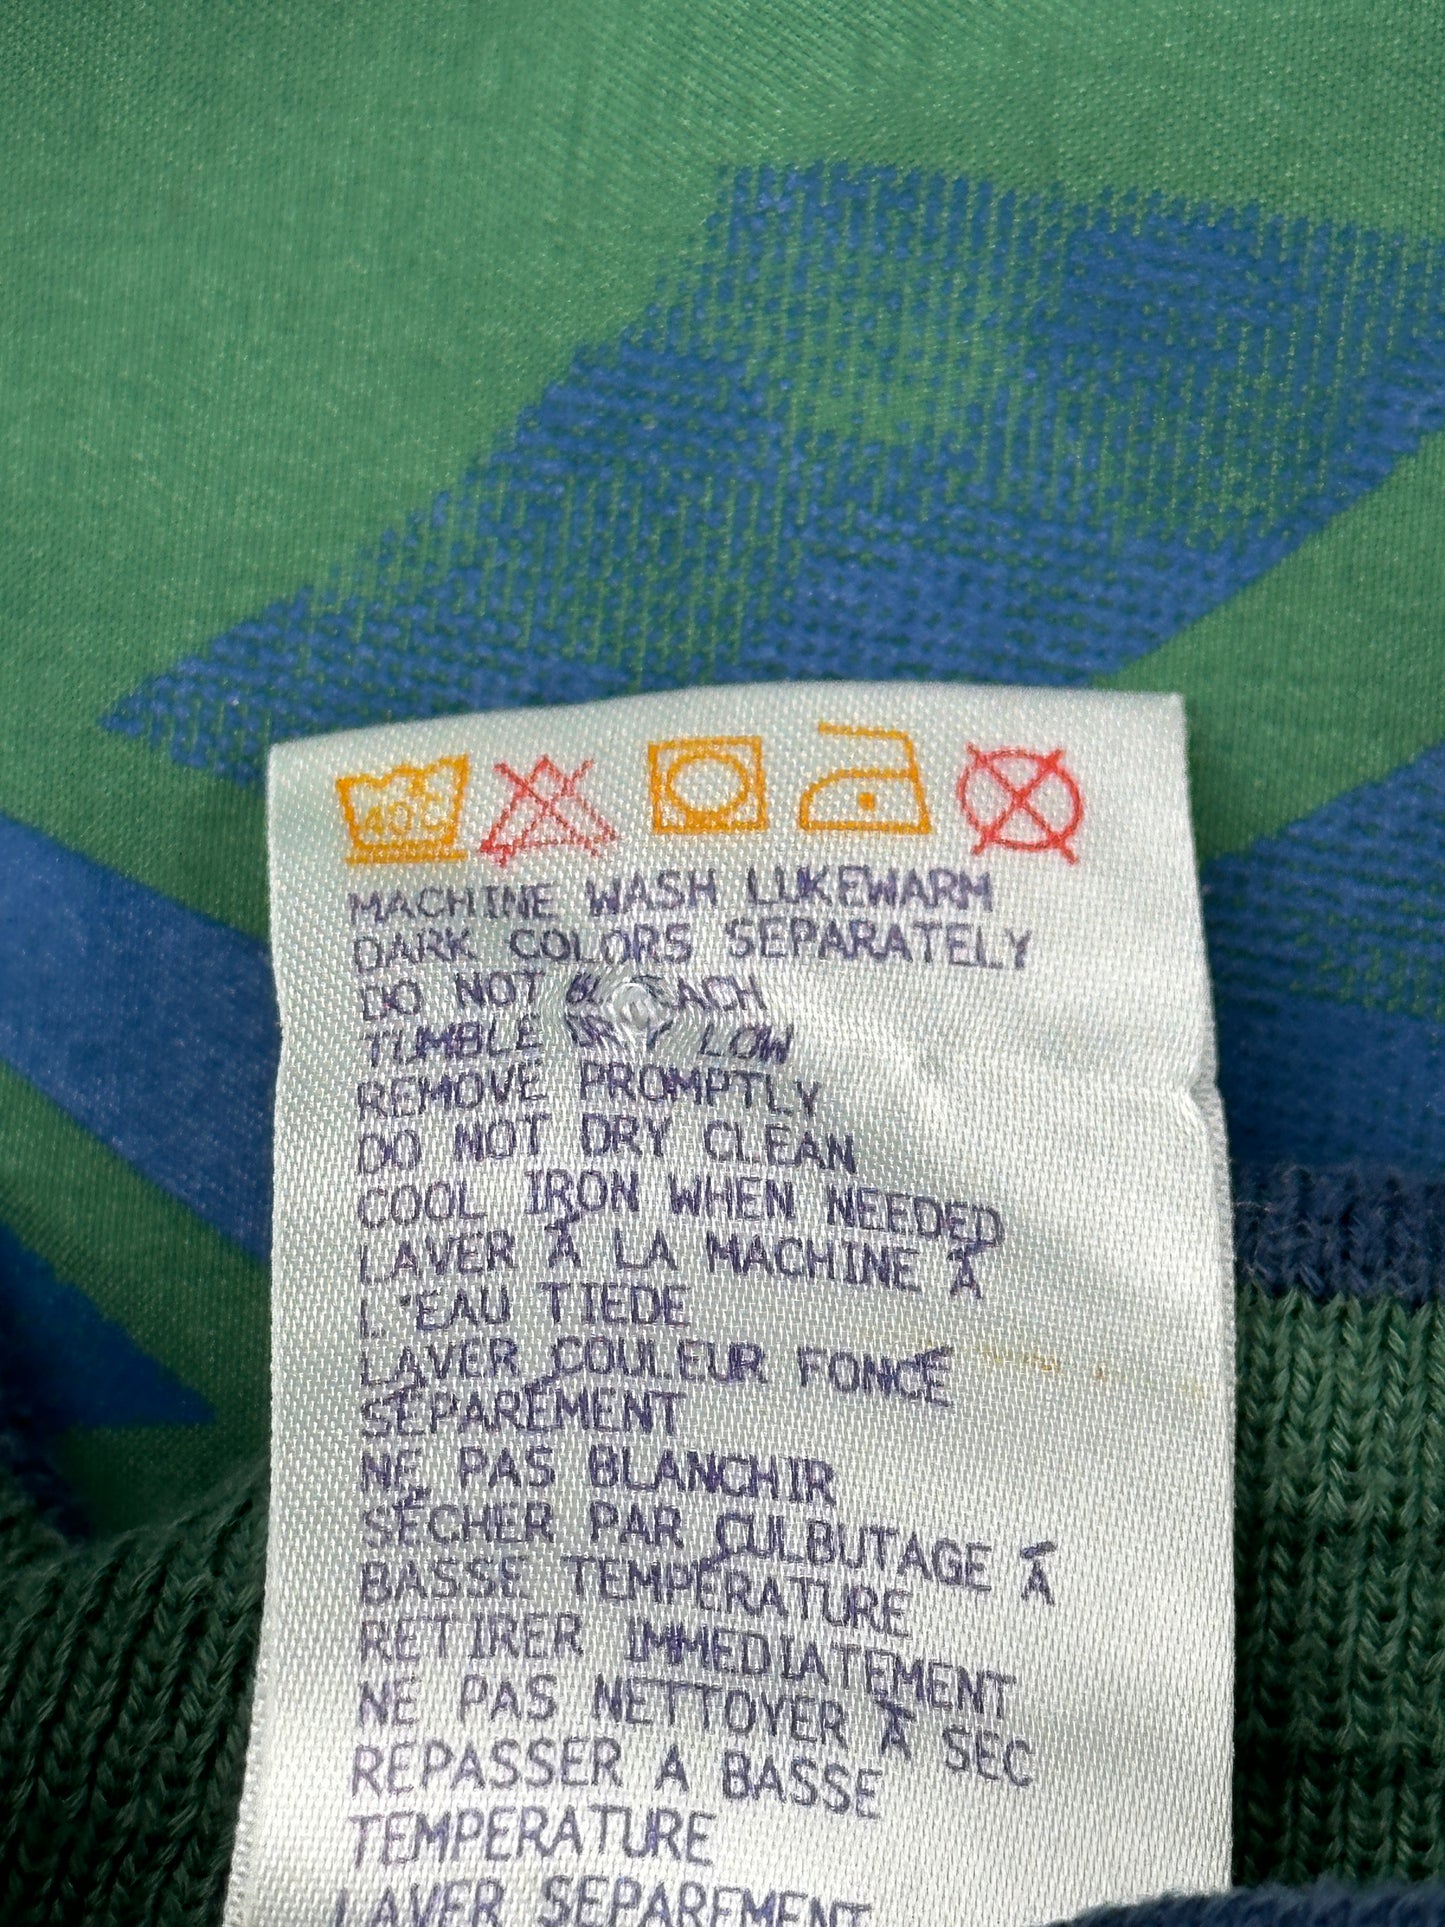 40°C
MACHINE WASH LUKEWARM
DARK COLORS SEPARATELY
DO NOT BLEACH
TUMBLE DRY LOW
REMOVE PROMPTLY
DO NOT DRY CLEAN
COOL IRON WHEN NEEDED
LAVER À LA MACHINE À
L'EAU TIEDE
LAVER COULEUR FONCÉ
SÉPARÉMENT
NE PAS BLANCHIR
SÉCHER PAR CULBUTAGE À
BASSE TEMPÉRATURE
RETIRER IMMEDIATEMENT
NE PAS NETTOYER À SEC
REPASSER A BASSE
TEMPERATURE
LAVER SEPAREMENT